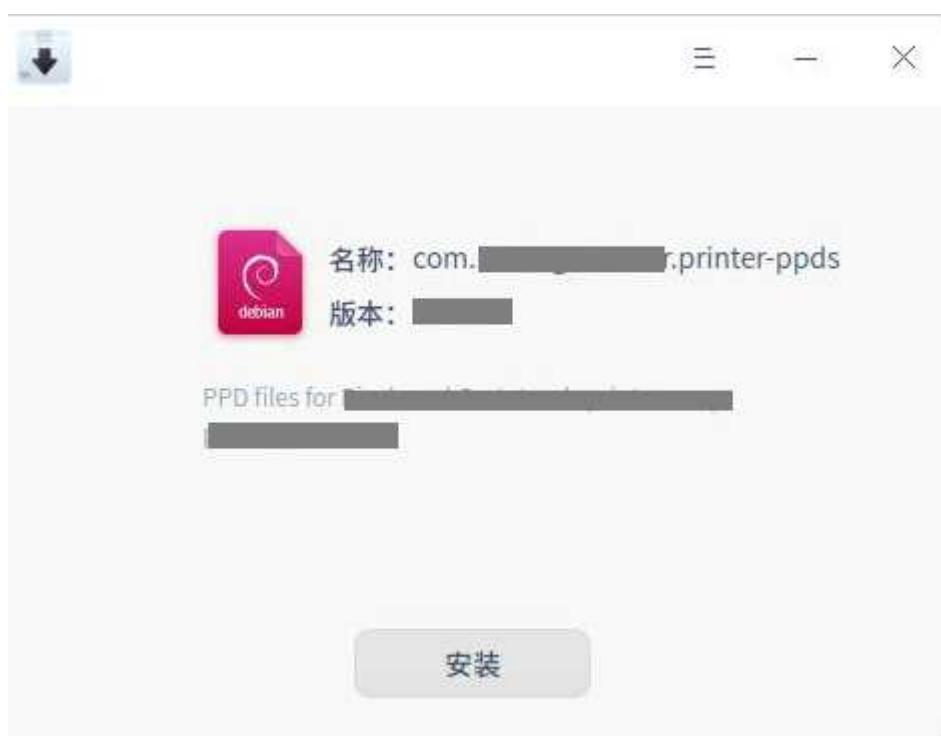 debian
名称：com. r.printer-ppds
版本：
PPD files for
安装